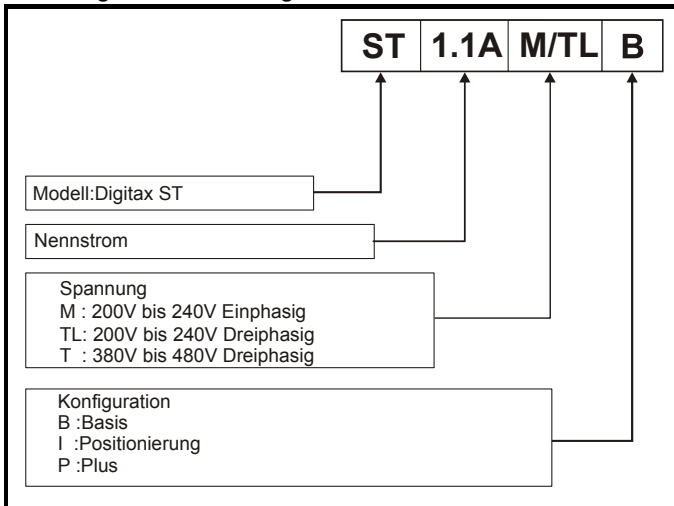 ST 1.1A M/TL B
Modell:Digitax ST
Nennstrom
Spannung
M : 200V bis 240V Einphasig
TL: 200V bis 240V Dreiphasig
T : 380V bis 480V Dreiphasig
Konfiguration
B :Basis
I :Positionierung
P :Plus